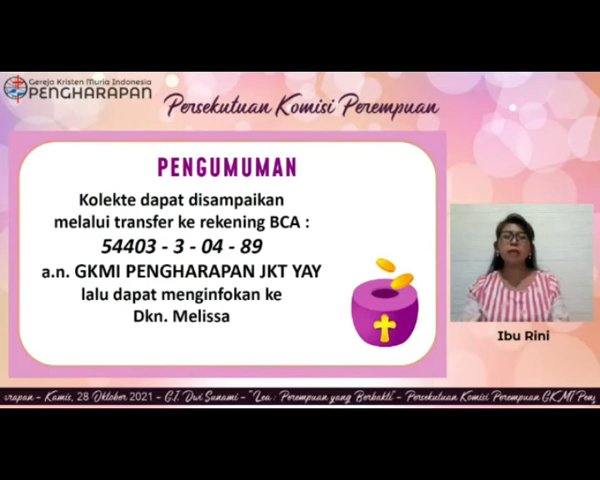 Gereja Kristen Muria Indonesia
PENGHARAPAN
Persekutuan Komisi Perempuan
PENGUMUMAN
Kolekte dapat disampaikan
melalui transfer ke rekening BCA :
54403 - 3 - 04 - 89
a.n. GKMI PENGHARAPAN JKT YAY
lalu dapat menginfokan ke
Dkn. Melissa
Ibu Rini
arapan - Kamis, 28 Oktober 2021 - G.I. Dwi Sunami - "Lea : Perempuan yang Berbakti" - Persekutuan Komisi Perempuan GKMI Peng